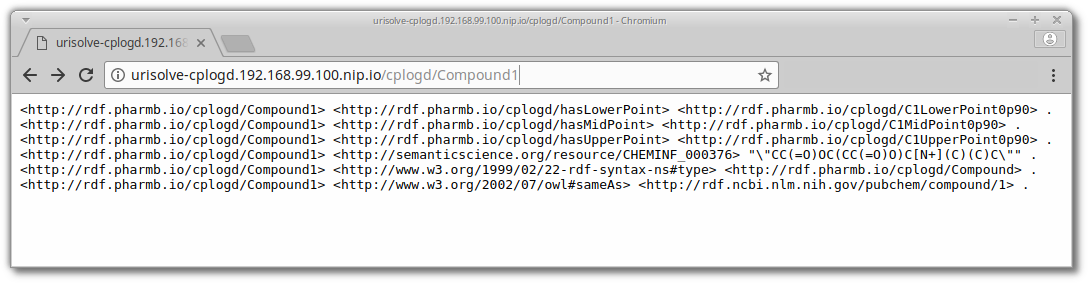 urisolve-cplogd.192.168.99.100.nip.io/cplogd/Compound1 - Chromium
urisolve-cplogd.192.168
urisolve-cplogd.192.168.99.100.nip.io/cplogd/Compound1
<http://rdf.pharmb.io/cplogd/Compound1> <http://rdf.pharmb.io/cplogd/hasLowerPoint> <http://rdf.pharmb.io/cplogd/C1LowerPoint0p90> .
<http://rdf.pharmb.io/cplogd/Compound1> <http://rdf.pharmb.io/cplogd/hasMidPoint> <http://rdf.pharmb.io/cplogd/C1MidPoint0p90> .
<http://rdf.pharmb.io/cplogd/Compound1> <http://rdf.pharmb.io/cplogd/hasUpperPoint> <http://rdf.pharmb.io/cplogd/C1UpperPoint0p90> .
<http://rdf.pharmb.io/cplogd/Compound1> <http://semanticscience.org/resource/CHEMINF_000376> "\"CC(=O)OC(CC(=O)O)C[N+](C)(C)C\"" .
<http://rdf.pharmb.io/cplogd/Compound1> <http://www.w3.org/1999/02/22-rdf-syntax-ns#type> <http://rdf.pharmb.io/cplogd/Compound> .
<http://rdf.pharmb.io/cplogd/Compound1> <http://www.w3.org/2002/07/owl#sameAs> <http://rdf.ncbi.nlm.nih.gov/pubchem/compound/1> .